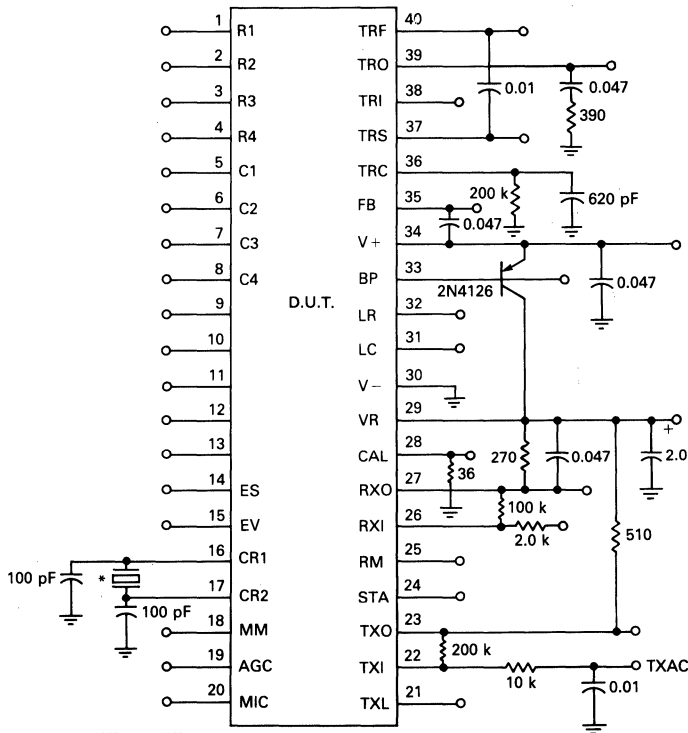 1 R1 TRF 40
2 R2 TRO 39
0.01
0.047
3 R3 TRI 38
390
4 R4 TRS 37
5 C1 TRC 36
200 k
620 pF
6 C2 FB 35
0.047
7 C3 V+ 34
8 C4 BP 33
2N4126
0.047
D.U.T.
9 LR 32
10 LC 31
11 V− 30
12 VR 29
+
13 CAL 28
36
270
0.047
2.0
14 ES RXO 27
100 k
15 EV RXI 26
2.0 k
510
16 CR1 RM 25
100 pF
*
17 CR2 STA 24
100 pF
18 MM TXO 23
200 k
19 AGC TXI 22
10 k
TXAC
0.01
20 MIC TXL 21